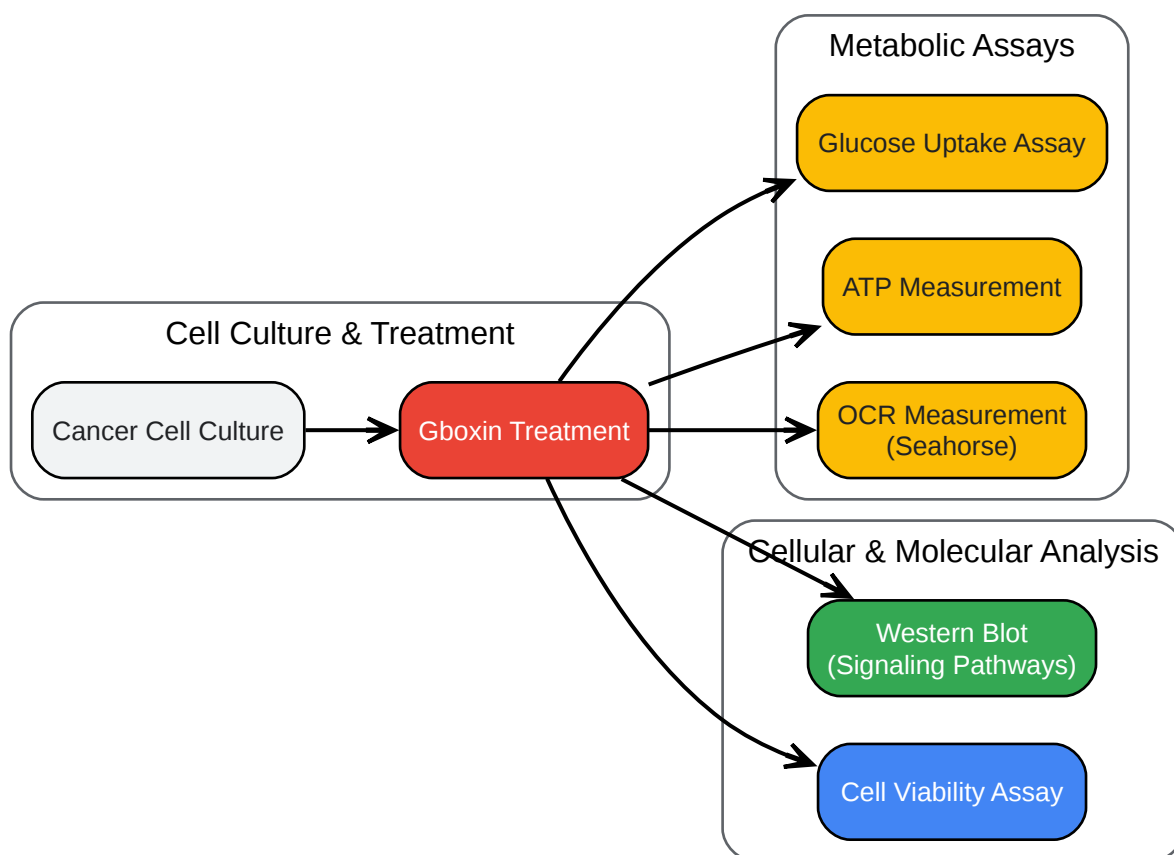 Metabolic Assays
Glucose Uptake Assay
ATP Measurement
Cell Culture & Treatment
Cancer Cell Culture
Gboxin Treatment
OCR Measurement
(Seahorse)
Cellular & Molecular Analysis
Western Blot
(Signaling Pathways)
Cell Viability Assay